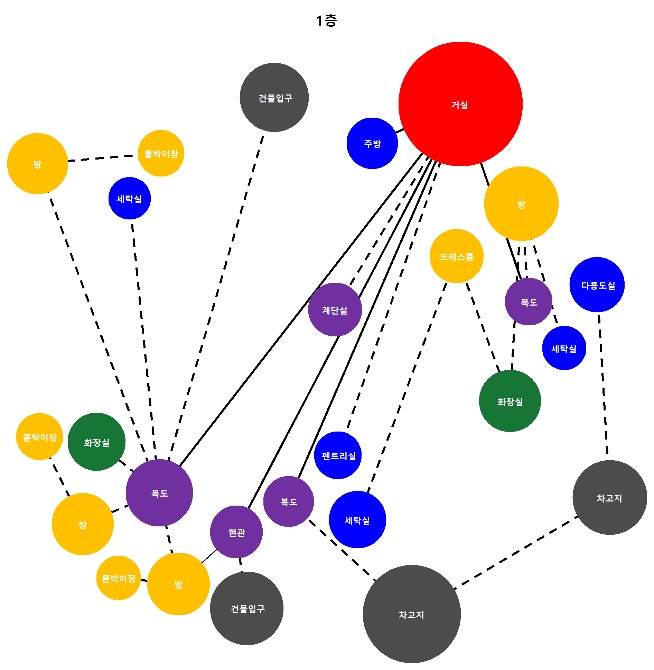 1층
건물입구
거실
주방
붙박이장
방
세탁실
방
드레스룸
다용도실
복도
계단실
세탁실
화장실
붙박이장
화장실
펜트리실
복도
복도
차고지
세탁실
방
현관
붙박이장
방
건물입구
차고지